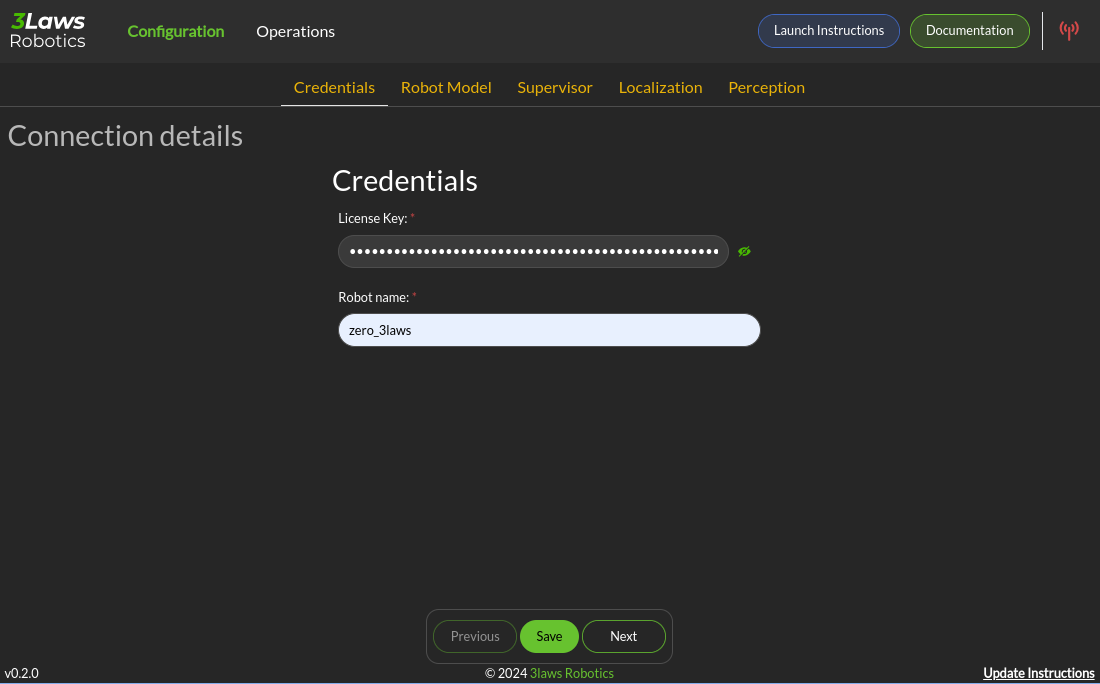 3Laws
Robotics
Configuration
Operations
Launch Instructions
Documentation
Credentials
Robot Model
Supervisor
Localization
Perception
Connection details
Credentials
License Key: *
••••••••••••••••••••••••••••••••••••••••••••••••••
Robot name: *
zero_3laws
Previous
Save
Next
v0.2.0
© 2024 3laws Robotics
Update Instructions